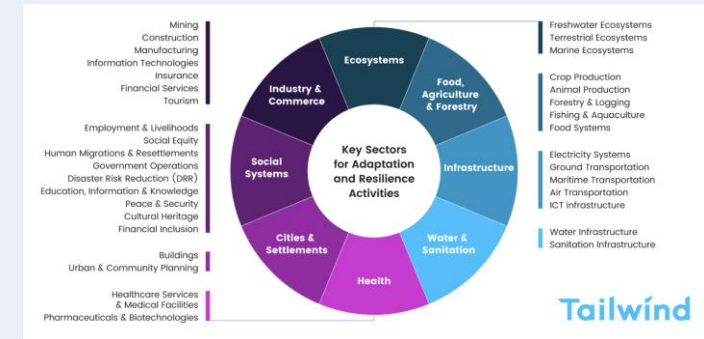 Mining
Construction
Manufacturing
Information Technologies
Insurance
Financial Services
Tourism
Employment & Livelihoods
Social Equity
Human Migrations & Resettlements
Government Operations
Disaster Risk Reduction (DRR)
Education, Information & Knowledge
Peace & Security
Cultural Heritage
Financial Inclusion
Buildings
Urban & Community Planning
Healthcare Services
& Medical Facilities
Pharmaceuticals & Biotechnologies
Ecosystems
Food,
Agriculture
& Forestry
Infrastructure
Water &
Sanitation
Health
Cities &
Settlements
Social
Systems
Industry &
Commerce
Key Sectors
for Adaptation
and Resilience
Activities
Freshwater Ecosystems
Terrestrial Ecosystems
Marine Ecosystems
Crop Production
Animal Production
Forestry & Logging
Fishing & Aquaculture
Food Systems
Electricity Systems
Ground Transportation
Maritime Transportation
Air Transportation
ICT infrastructure
Water Infrastructure
Sanitation Infrastructure
Tailwind